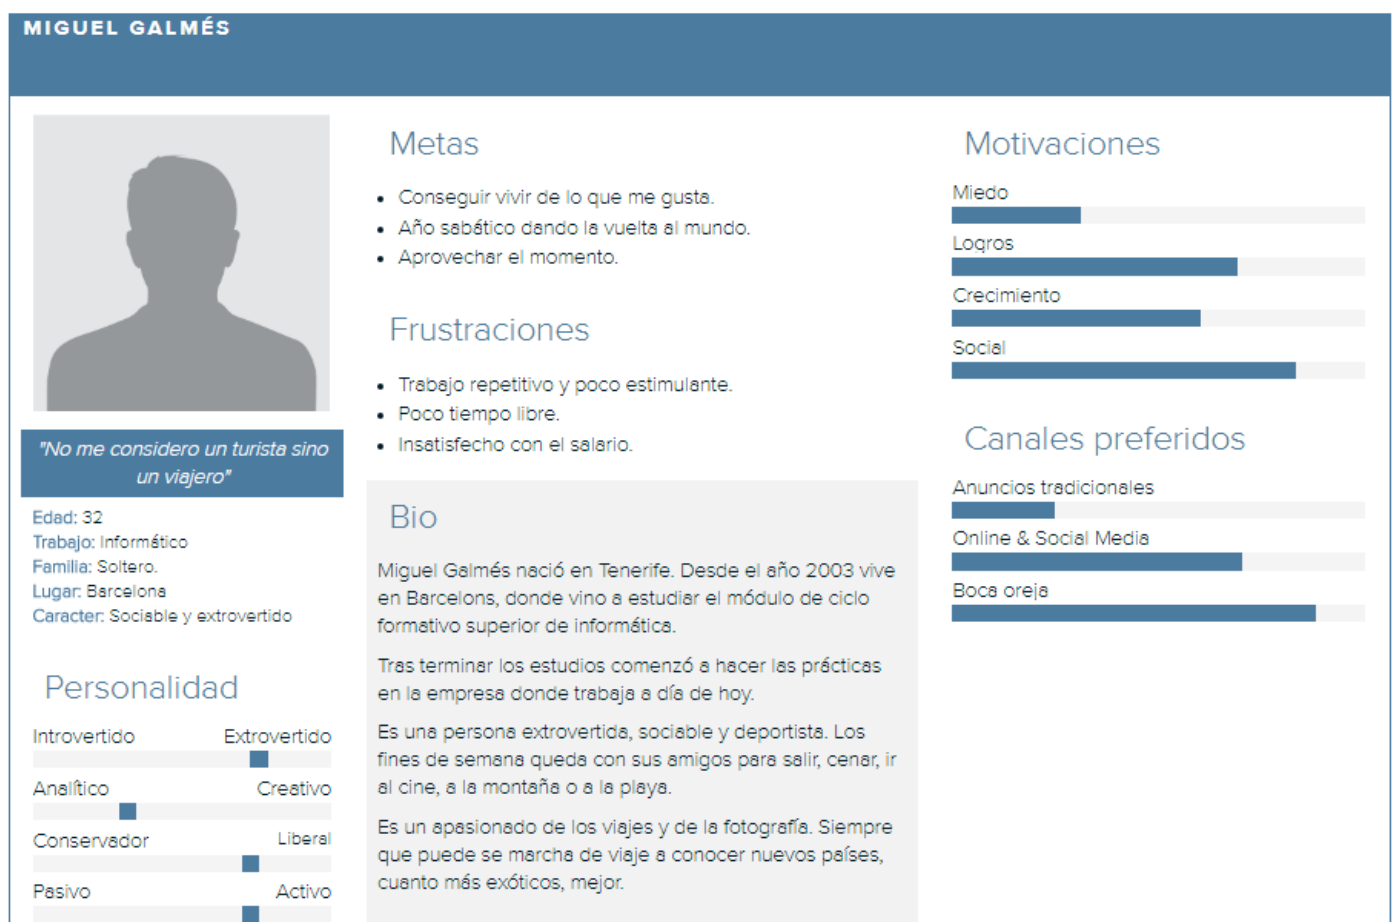 MIGUEL GALMÉS
"No me considero un turista sino
un viajero"
Edad: 32
Trabajo: Informático
Familia: Soltero.
Lugar: Barcelona
Caracter: Sociable y extrovertido
Personalidad
Introvertido Extrovertido
Analítico Creativo
Conservador Liberal
Pasivo Activo
Metas
• Conseguir vivir de lo que me gusta.
• Año sabático dando la vuelta al mundo.
• Aprovechar el momento.
Frustraciones
• Trabajo repetitivo y poco estimulante.
• Poco tiempo libre.
• Insatisfecho con el salario.
Bio
Miguel Galmés nació en Tenerife. Desde el año 2003 vive
en Barcelons, donde vino a estudiar el módulo de ciclo
formativo superior de informática.
Tras terminar los estudios comenzó a hacer las prácticas
en la empresa donde trabaja a día de hoy.
Es una persona extrovertida, sociable y deportista. Los
fines de semana queda con sus amigos para salir, cenar, ir
al cine, a la montaña o a la playa.
Es un apasionado de los viajes y de la fotografía. Siempre
que puede se marcha de viaje a conocer nuevos países,
cuanto más exóticos, mejor.
Motivaciones
Miedo
Logros
Crecimiento
Social
Canales preferidos
Anuncios tradicionales
Online & Social Media
Boca oreja